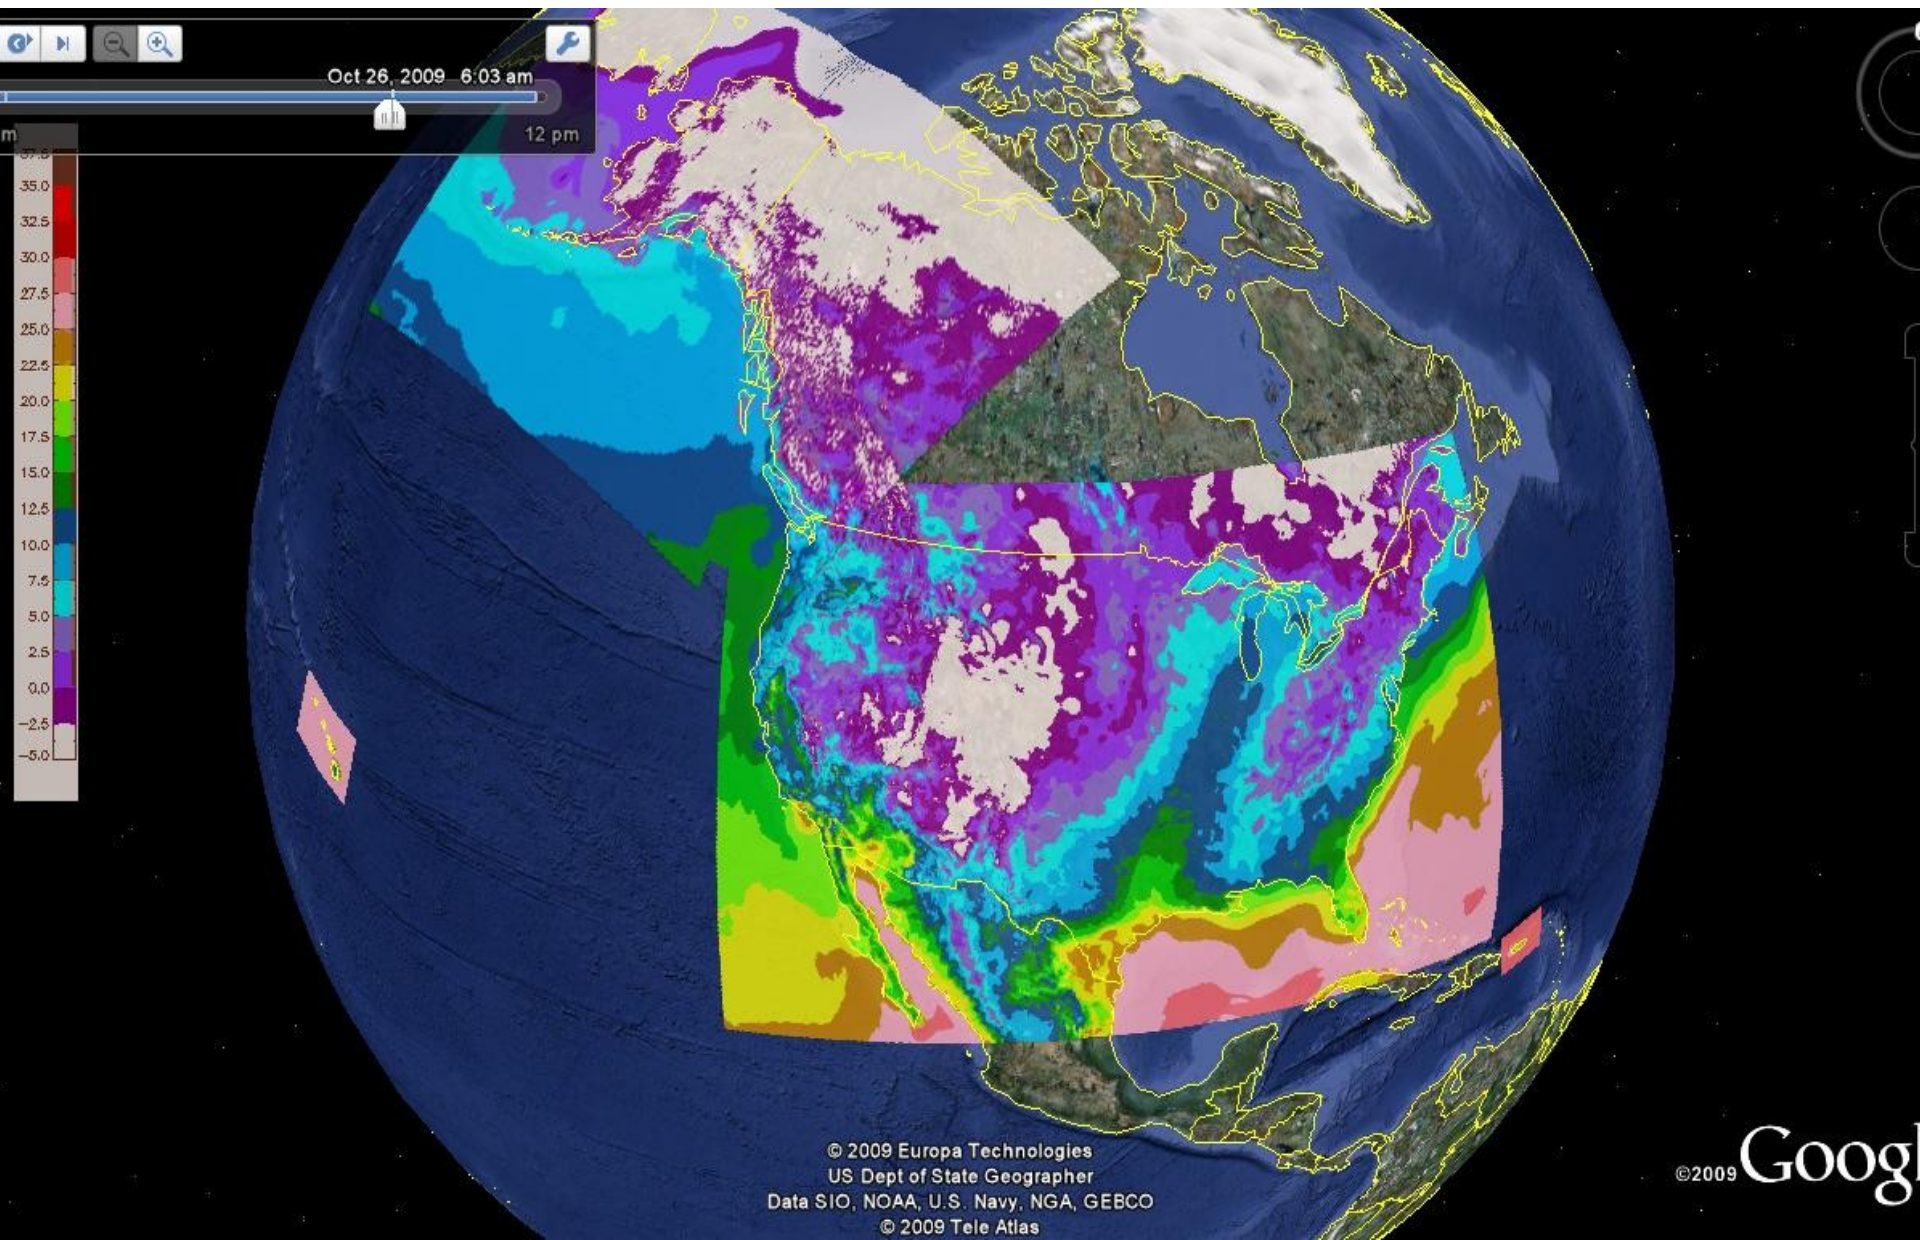 Oct 26, 2009 6:03 am
m
12 pm
37.5
35.0
32.5
30.0
27.5
25.0
22.5
20.0
17.5
15.0
12.5
10.0
7.5
5.0
2.5
0.0
−2.5
−5.0
© 2009 Europa Technologies
US Dept of State Geographer
Data SIO, NOAA, U.S. Navy, NGA, GEBCO
© 2009 Tele Atlas
©2009 Googl